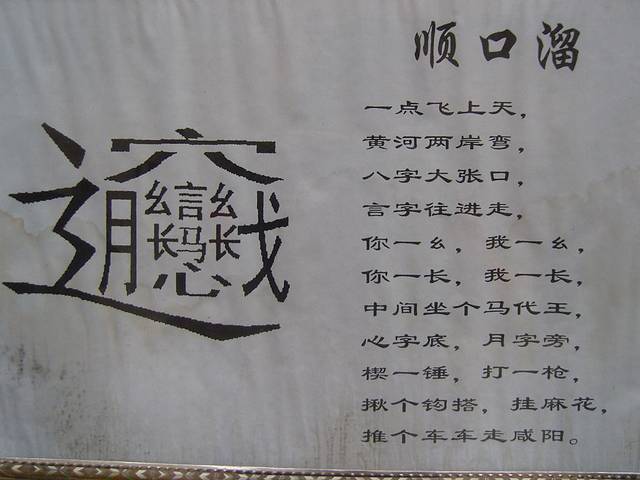 顺口溜
𰻝
一点飞上天，
黄河两岸弯，
八字大张口，
言字往进走，
你一幺，我一幺，
你一长，我一长，
中间坐个马代王，
心字底，月字旁，
楔一锤，打一枪，
揪个钩搭，挂麻花，
推个车车走咸阳。